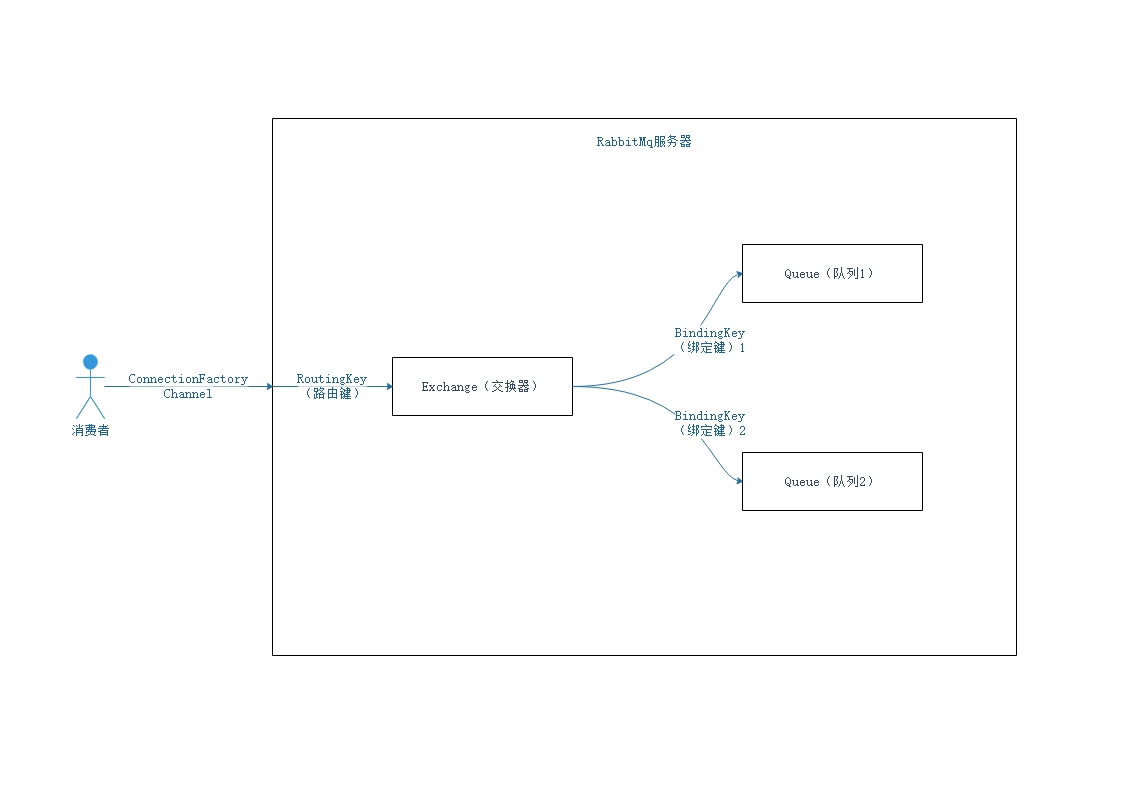 RabbitMq服务器
Queue（队列1）
BindingKey
（绑定键）1
ConnectionFactory
Channel
RoutingKey
（路由键）
Exchange（交换器）
消费者
BindingKey
（绑定键）2
Queue（队列2）